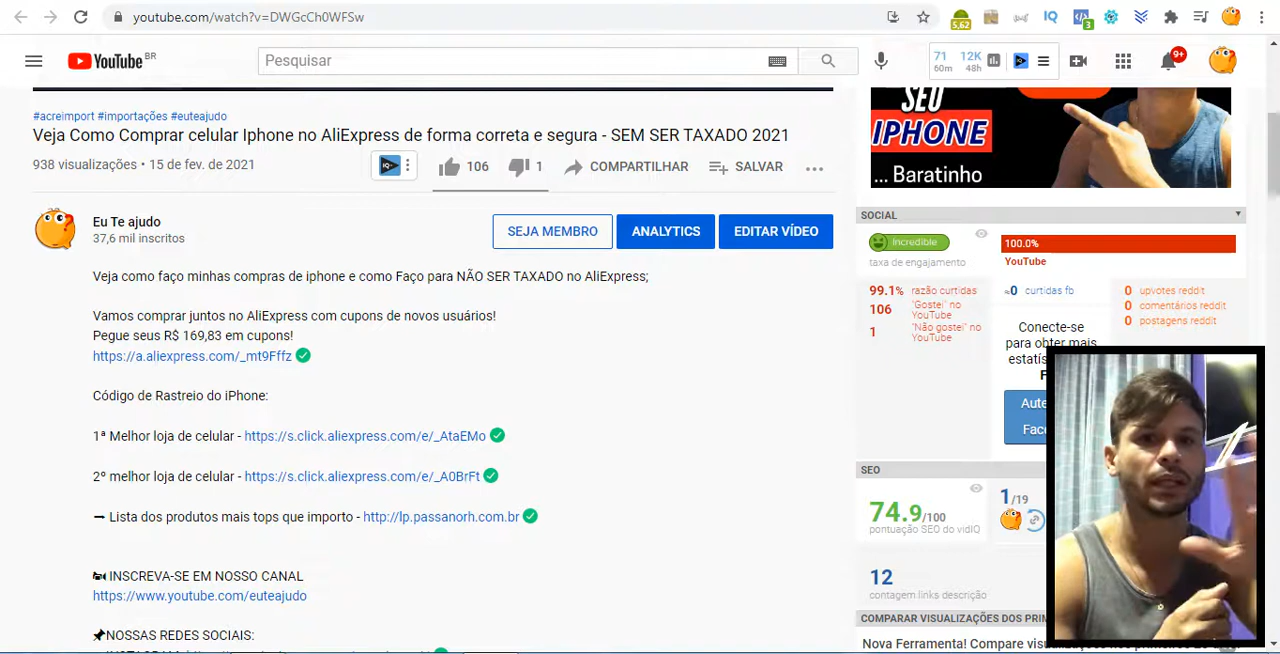 youtube.com/watch?v=DWGcCh0WFSw
5,62
IQ
3
YouTube BR
Pesquisar
71 60m
12K 48h
9+
SEU
IPHONE
... Baratinho
#acreimport #importações #euteajudo
Veja Como Comprar celular Iphone no AliExpress de forma correta e segura - SEM SER TAXADO 2021
938 visualizações • 15 de fev. de 2021
106
1
COMPARTILHAR
SALVAR
Eu Te ajudo
37,6 mil inscritos
SEJA MEMBRO
ANALYTICS
EDITAR VÍDEO
Veja como faço minhas compras de iphone e como Faço para NÃO SER TAXADO no AliExpress;
Vamos comprar juntos no AliExpress com cupons de novos usuários!
Pegue seus R$ 169,83 em cupons!
https://a.aliexpress.com/_mt9Fffz
Código de Rastreio do iPhone:
1ª Melhor loja de celular - https://s.click.aliexpress.com/e/_AtaEMo
2º melhor loja de celular - https://s.click.aliexpress.com/e/_A0BrFt
Lista dos produtos mais tops que importo - http://lp.passanorh.com.br
INSCREVA-SE EM NOSSO CANAL
https://www.youtube.com/euteajudo
NOSSAS REDES SOCIAIS:
SOCIAL
Incredible
taxa de engajamento
100.0%
YouTube
99.1% razão curtidas
106 "Gostei" no YouTube
1 "Não gostei" no YouTube
≈0 curtidas fb
0 upvotes reddit
0 comentários reddit
0 postagens reddit
Conecte-se
para obter mais
SEO
74.9/100
pontuação SEO do vidIQ
1/19
12
contagem links descrição
COMPARAR VISUALIZAÇÕES DOS
Nova Ferramenta! Compare